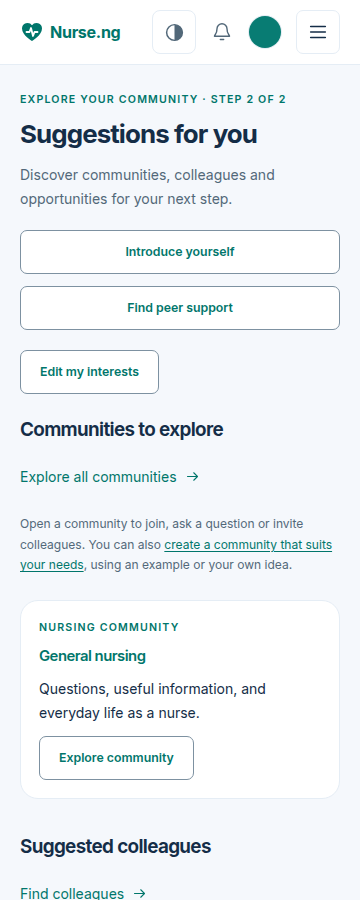 Nurse.ng
EXPLORE YOUR COMMUNITY · STEP 2 OF 2
Suggestions for you
Discover communities, colleagues and
opportunities for your next step.
Introduce yourself
Find peer support
Edit my interests
Communities to explore
Explore all communities →
Open a community to join, ask a question or invite
colleagues. You can also create a community that suits
your needs, using an example or your own idea.
NURSING COMMUNITY
General nursing
Questions, useful information, and
everyday life as a nurse.
Explore community
Suggested colleagues
Find colleagues →